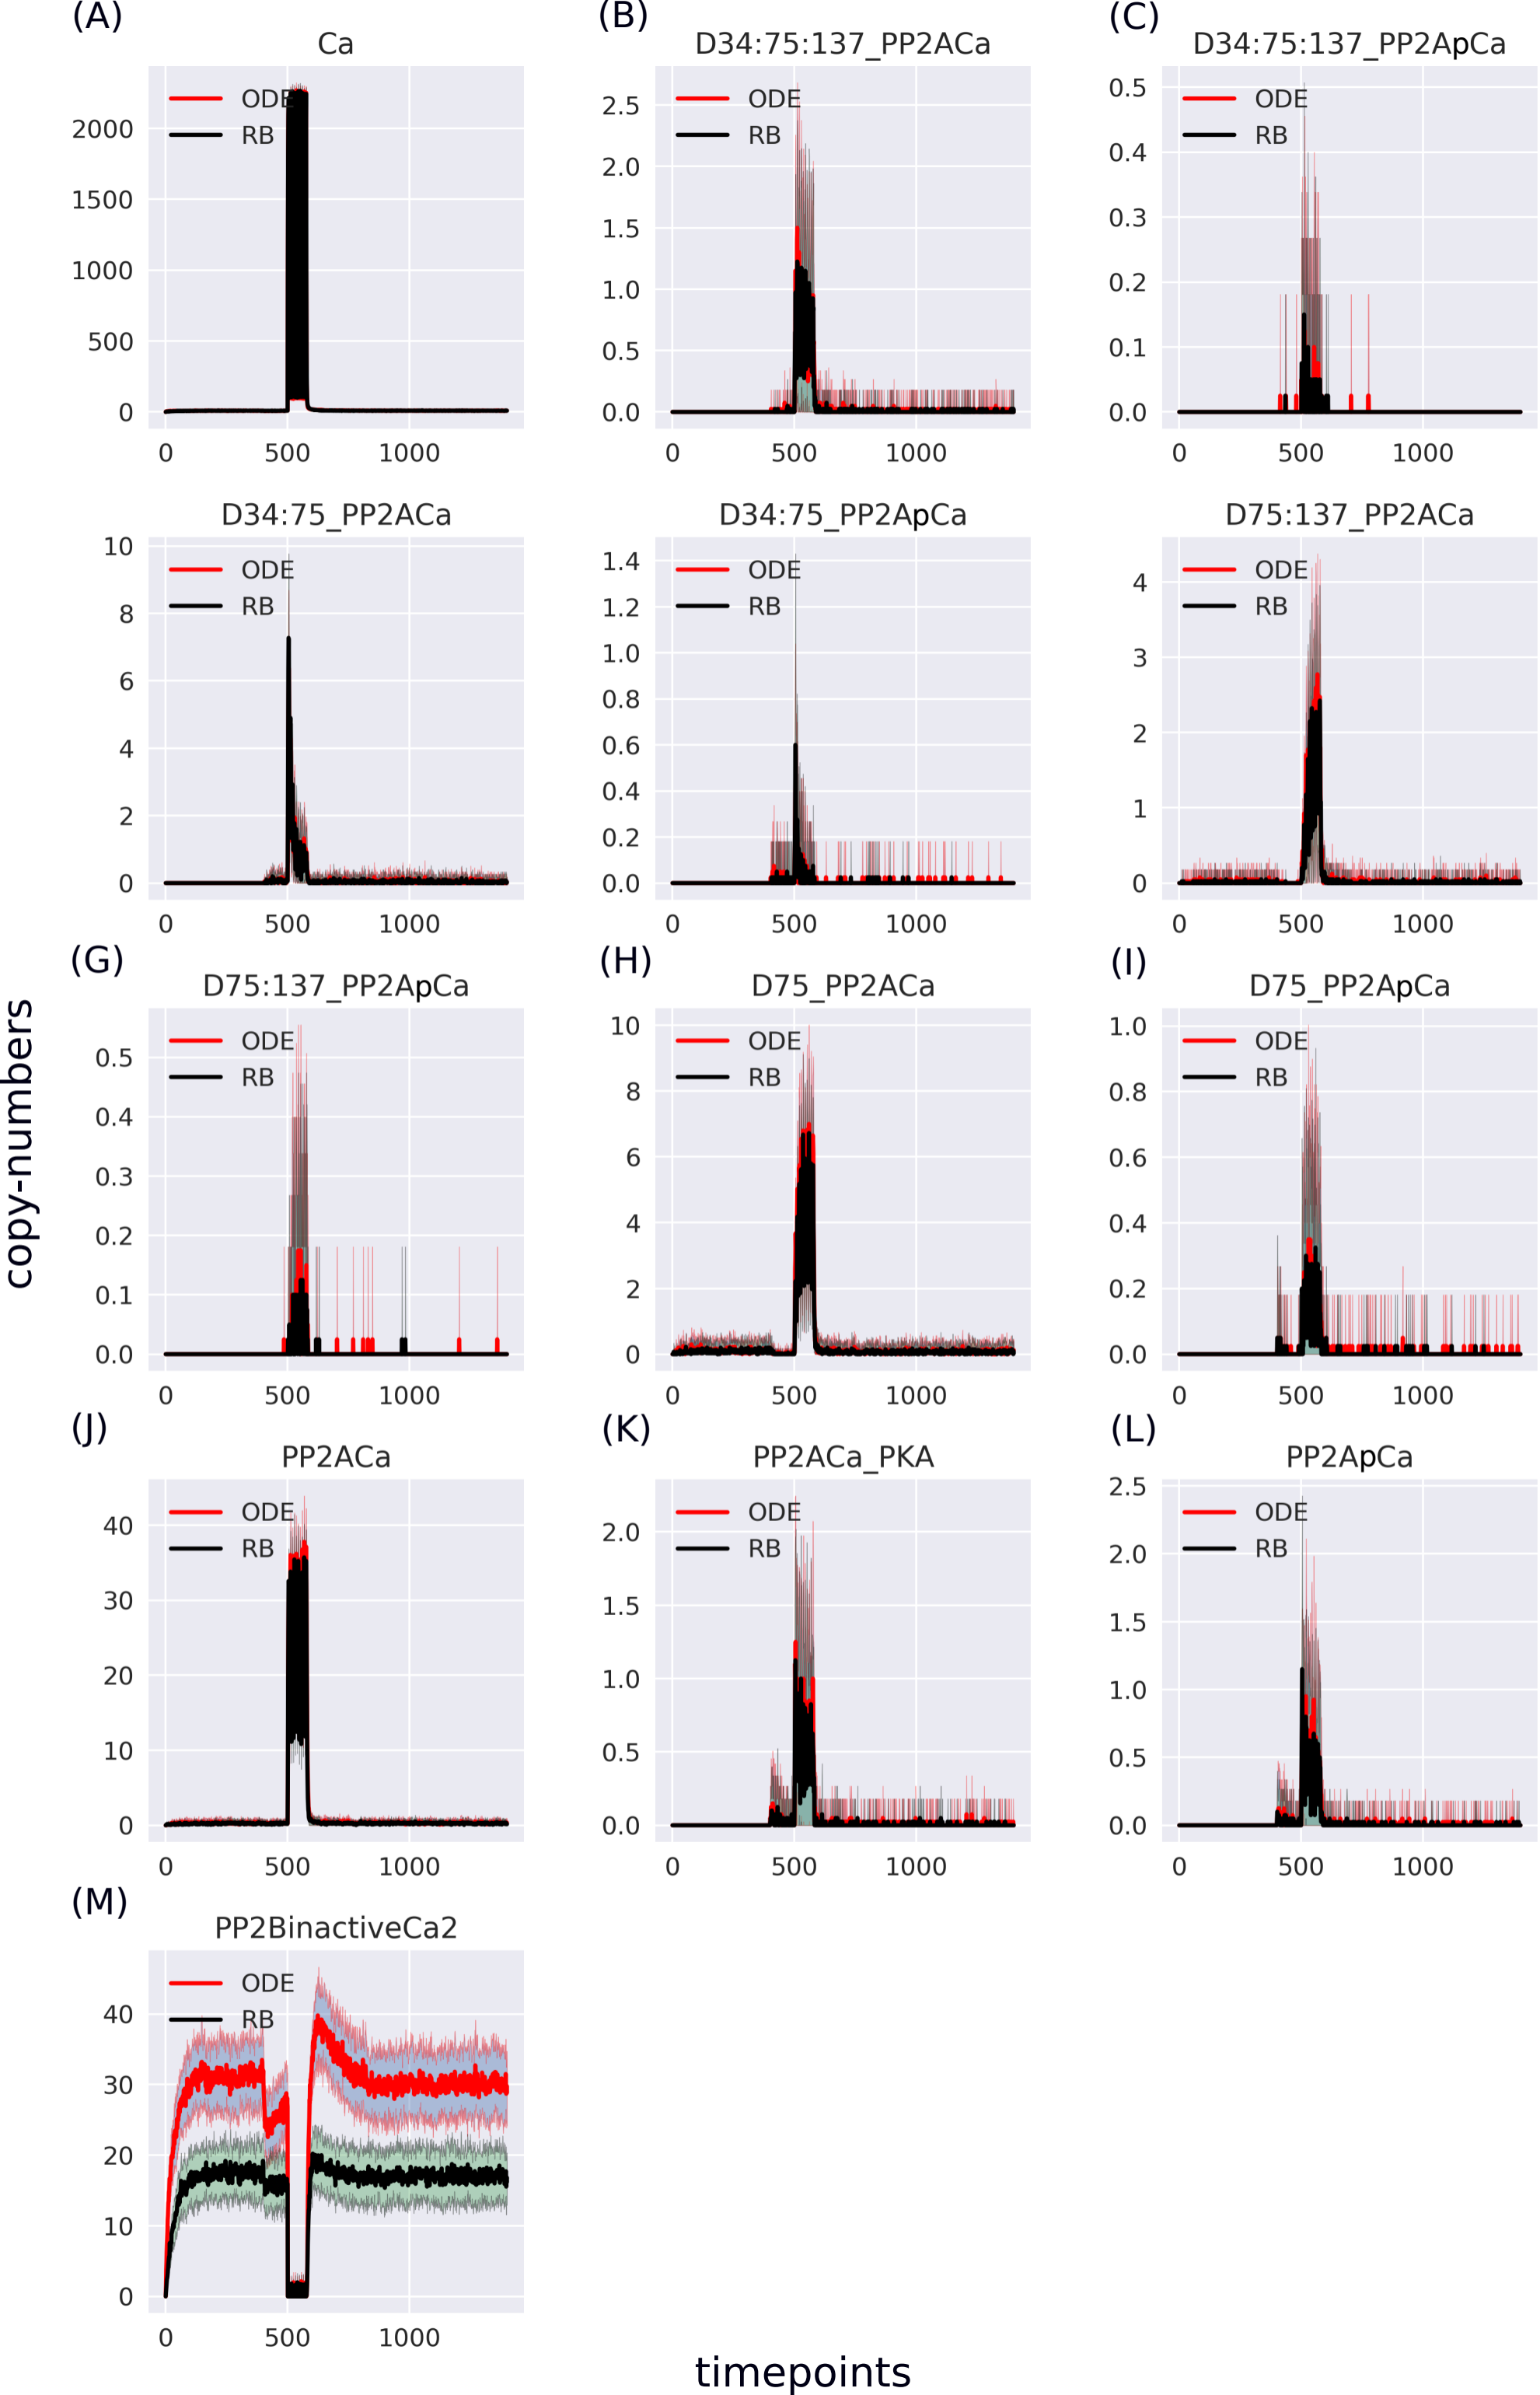 (A)
Ca
ODE
RB
2000
1500
1000
500
0
0 500 1000
(B)
D34:75:137_PP2ACa
ODE
RB
2.5
2.0
1.5
1.0
0.5
0.0
0 500 1000
(C)
D34:75:137_PP2ApCa
ODE
RB
0.5
0.4
0.3
0.2
0.1
0.0
0 500 1000
D34:75_PP2ACa
ODE
RB
10
8
6
4
2
0
0 500 1000
D34:75_PP2ApCa
ODE
RB
1.4
1.2
1.0
0.8
0.6
0.4
0.2
0.0
0 500 1000
D75:137_PP2ACa
ODE
RB
4
3
2
1
0
0 500 1000
copy-numbers
(G)
D75:137_PP2ApCa
ODE
RB
0.5
0.4
0.3
0.2
0.1
0.0
0 500 1000
(H)
D75_PP2ACa
ODE
RB
10
8
6
4
2
0
0 500 1000
(I)
D75_PP2ApCa
ODE
RB
1.0
0.8
0.6
0.4
0.2
0.0
0 500 1000
(J)
PP2ACa
ODE
RB
40
30
20
10
0
0 500 1000
(K)
PP2ACa_PKA
ODE
RB
2.0
1.5
1.0
0.5
0.0
0 500 1000
(L)
PP2ApCa
ODE
RB
2.5
2.0
1.5
1.0
0.5
0.0
0 500 1000
(M)
PP2BinactiveCa2
ODE
RB
40
30
20
10
0
0 500 1000
timepoints